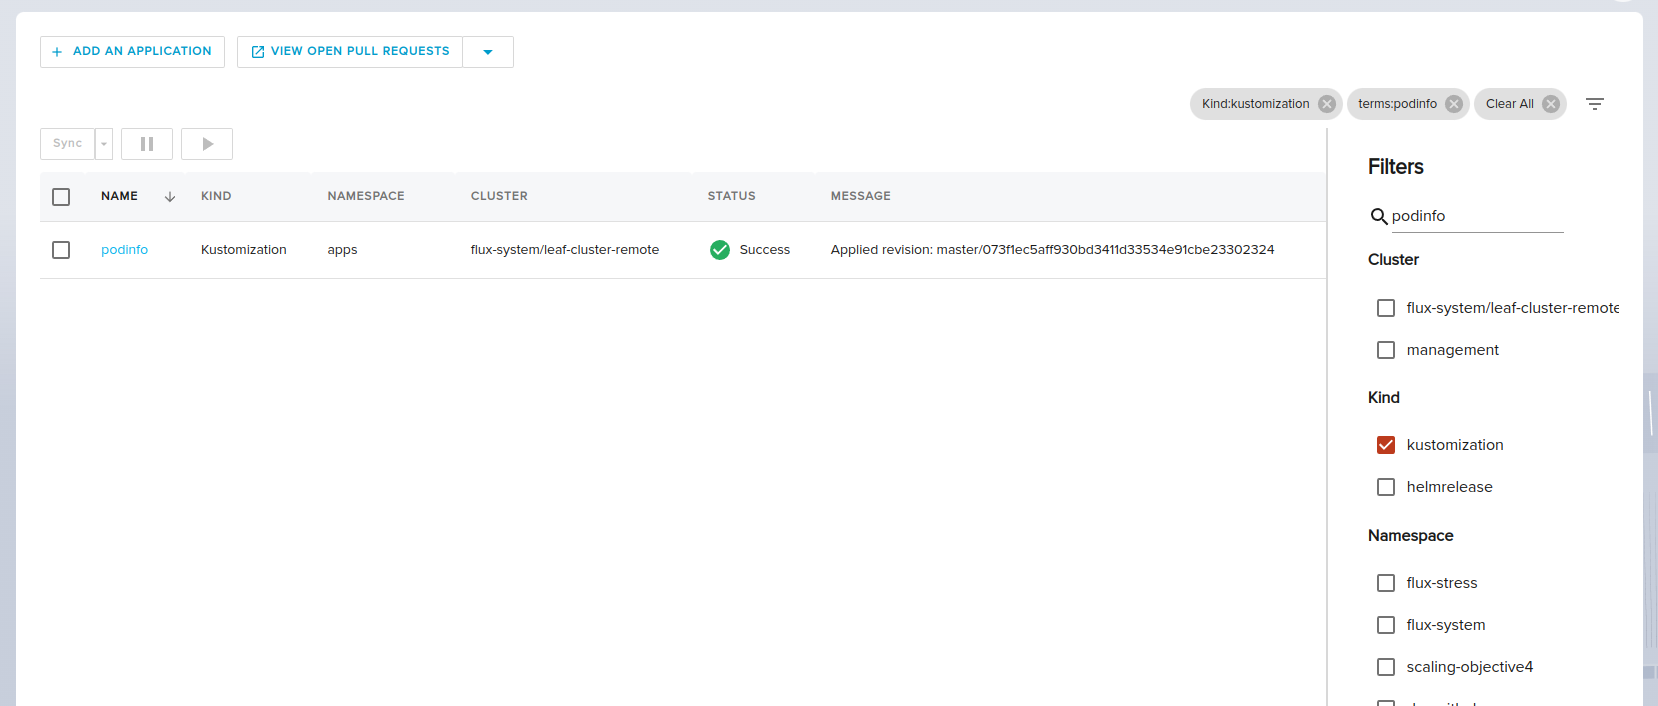 ADD AN APPLICATION
VIEW OPEN PULL REQUESTS
Kind:kustomization
terms:podinfo
Clear All
Sync
NAME KIND NAMESPACE CLUSTER STATUS MESSAGE
podinfo Kustomization apps flux-system/leaf-cluster-remote Success Applied revision: master/073f1ec5aff930bd3411d33534e91cbe23302324
Filters
podinfo
Cluster
flux-system/leaf-cluster-remote
management
Kind
kustomization
helmrelease
Namespace
flux-stress
flux-system
scaling-objective4